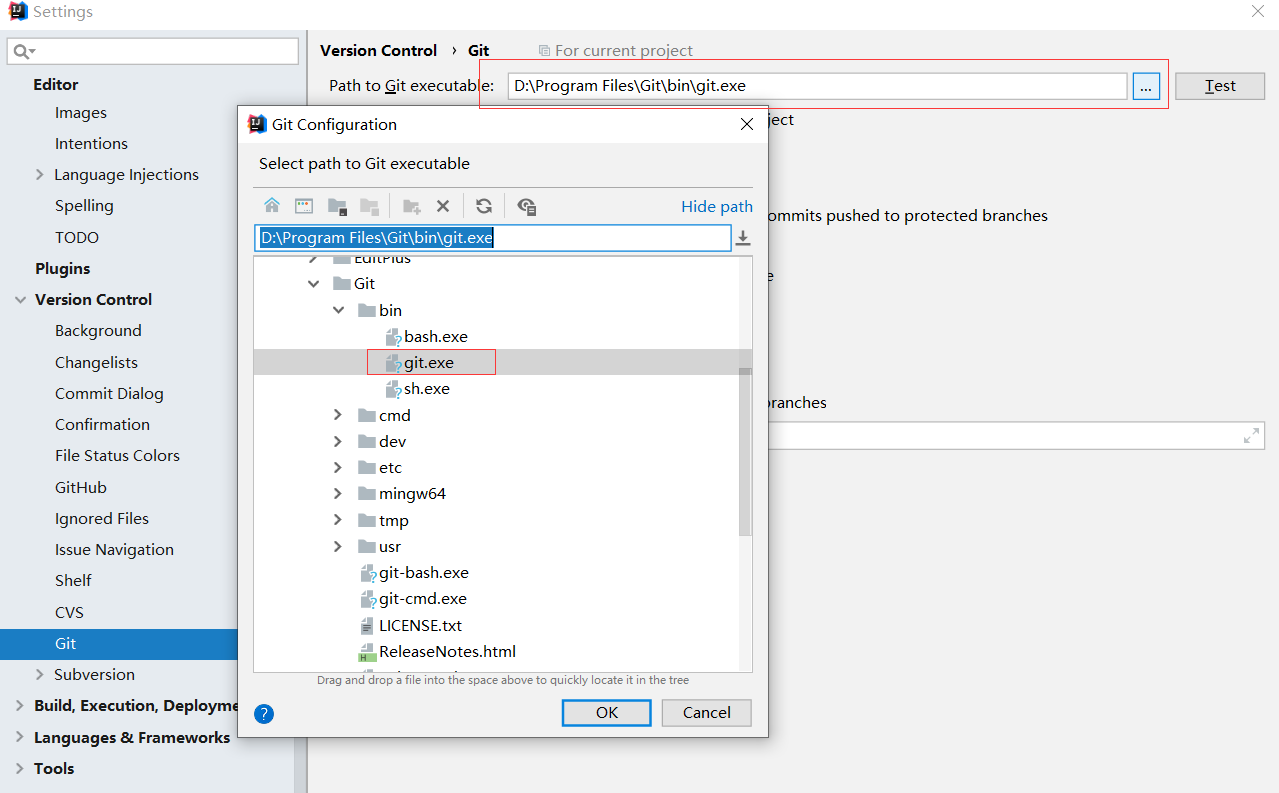 Settings
Version Control › Git For current project
Path to Git executable: D:\Program Files\Git\bin\git.exe ... Test
Editor
Images
Intentions
Language Injections
Spelling
TODO
Plugins
Version Control
Background
Changelists
Commit Dialog
Confirmation
File Status Colors
GitHub
Ignored Files
Issue Navigation
Shelf
CVS
Git
Subversion
Build, Execution, Deployme
Languages & Frameworks
Tools
Git Configuration
Select path to Git executable
Hide path
D:\Program Files\Git\bin\git.exe
EditPlus
Git
bin
bash.exe
git.exe
sh.exe
cmd
dev
etc
mingw64
tmp
usr
git-bash.exe
git-cmd.exe
LICENSE.txt
ReleaseNotes.html
Drag and drop a file into the space above to quickly locate it in the tree
? OK Cancel
ject
ommits pushed to protected branches
e
ranches